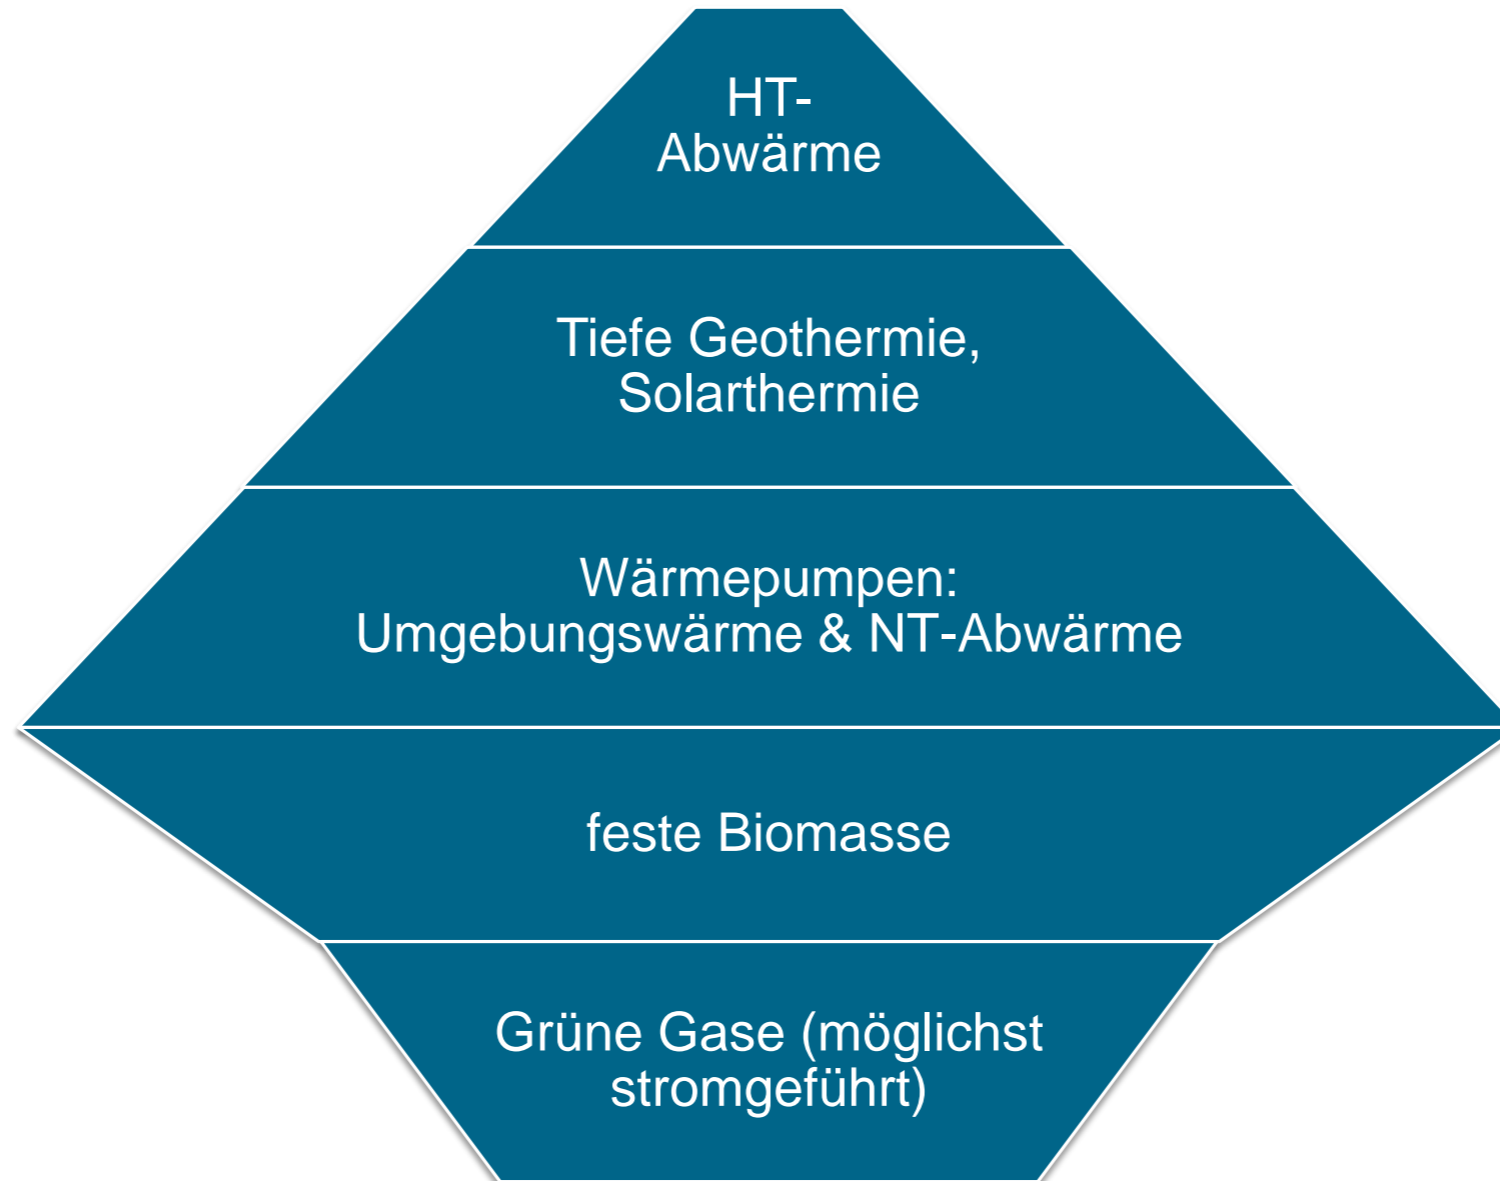 HT-
Abwärme
Tiefe Geothermie,
Solarthermie
Wärmepumpen:
Umgebungswärme & NT-Abwärme
feste Biomasse
Grüne Gase (möglichst
stromgeführt)